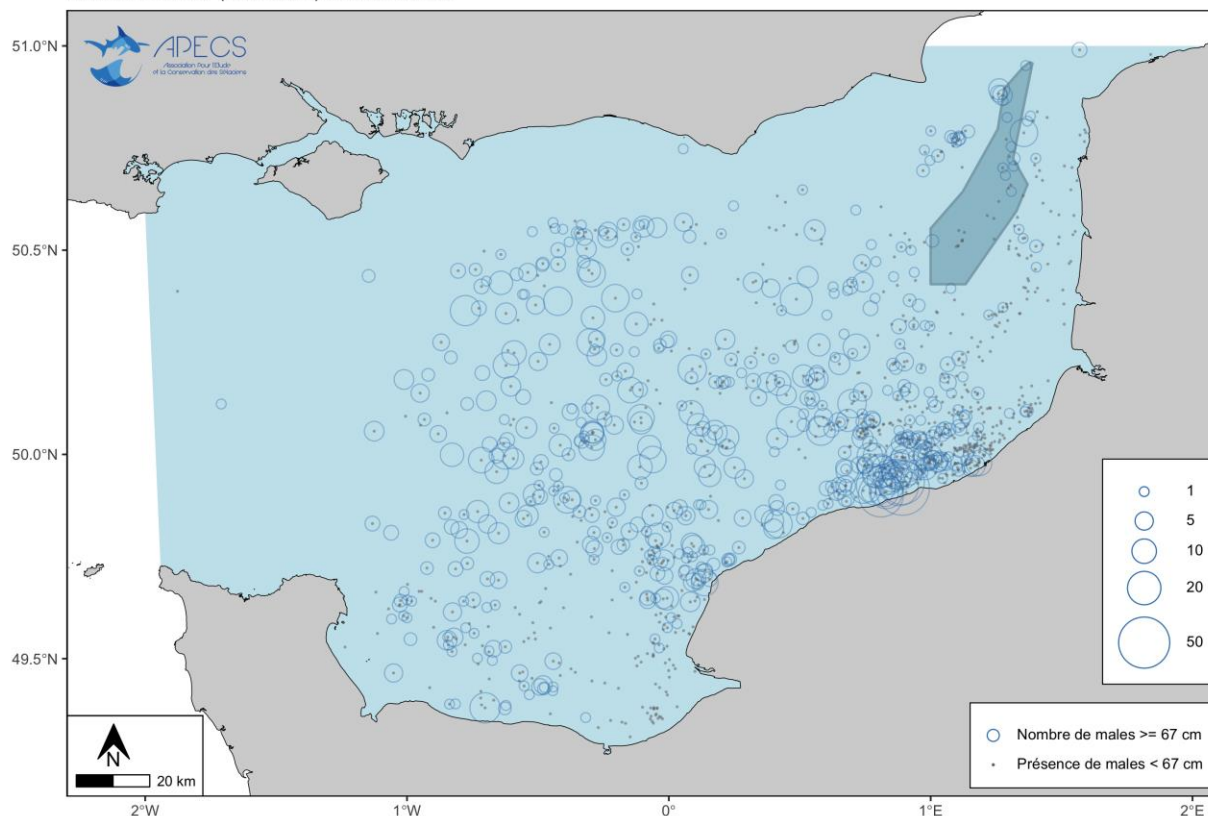 APECS
Association Pour l'Etude
et la Conservation des Sélaciens
51.0°N
50.5°N
50.0°N
49.5°N
1
5
10
20
50
Nombre de males >= 67 cm
Présence de males < 67 cm
N
20 km
2°W
1°W
0°
1°E
2°E